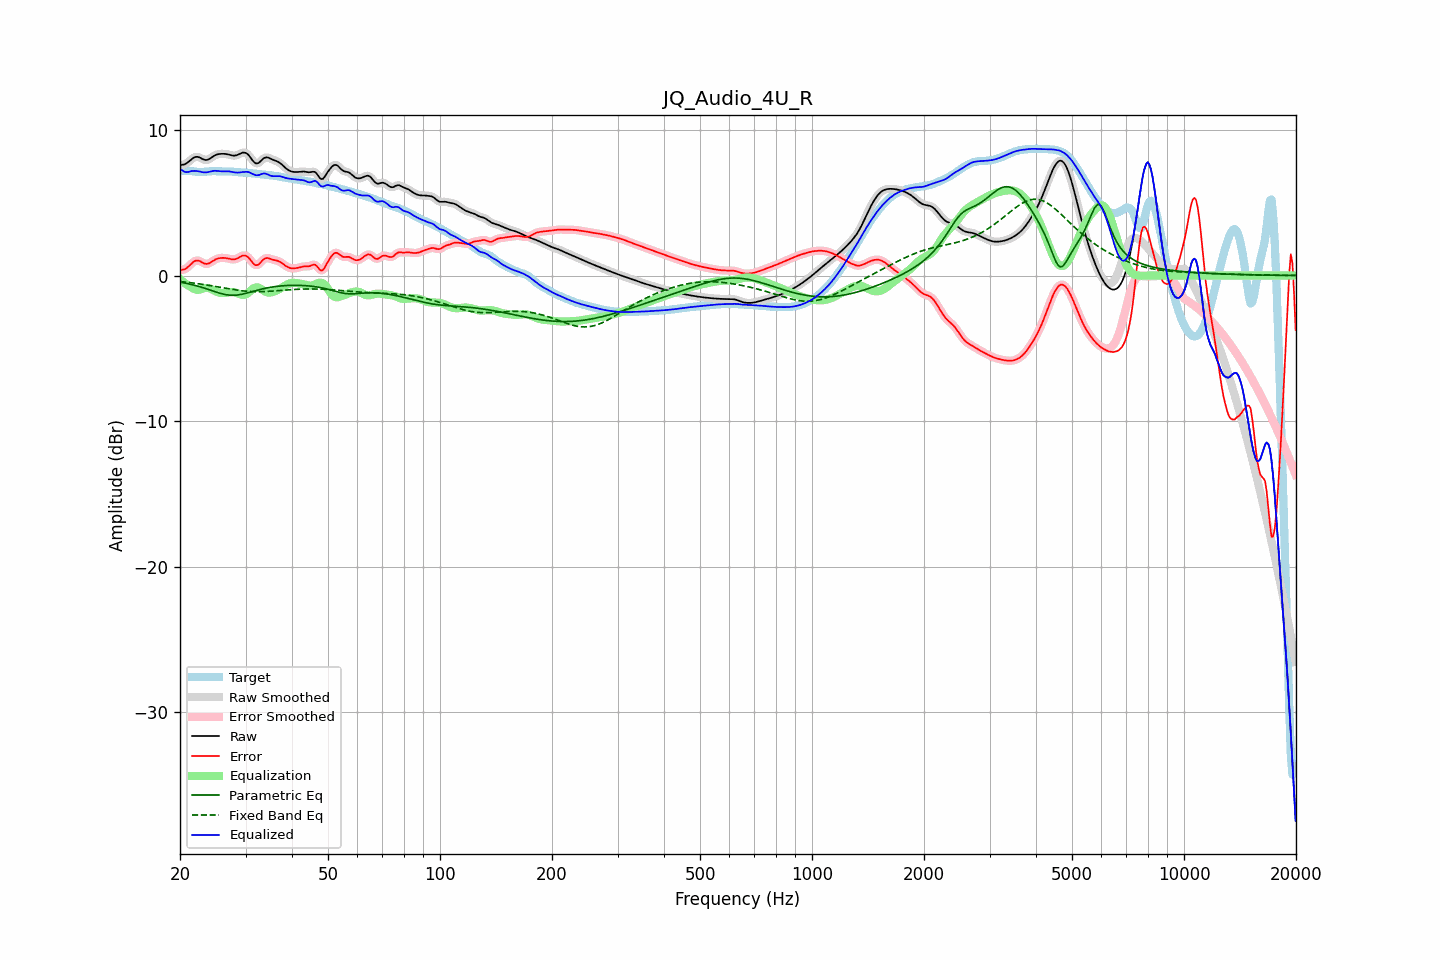 JQ_Audio_4U_R
Amplitude (dBr)
10
0
−10
−20
−30
Target
Raw Smoothed
Error Smoothed
Raw
Error
Equalization
Parametric Eq
Fixed Band Eq
Equalized
20 50 100 200 500 1000 2000 5000 10000 20000
Frequency (Hz)